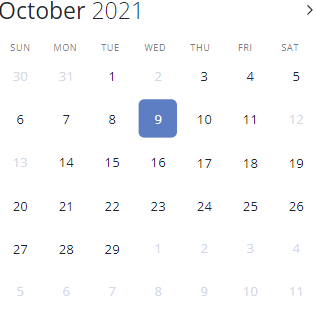 October 2021
SUN MON TUE WED THU FRI SAT
30 31 1 2 3 4 5
6 7 8 9 10 11 12
13 14 15 16 17 18 19
20 21 22 23 24 25 26
27 28 29 1 2 3 4
5 6 7 8 9 10 11